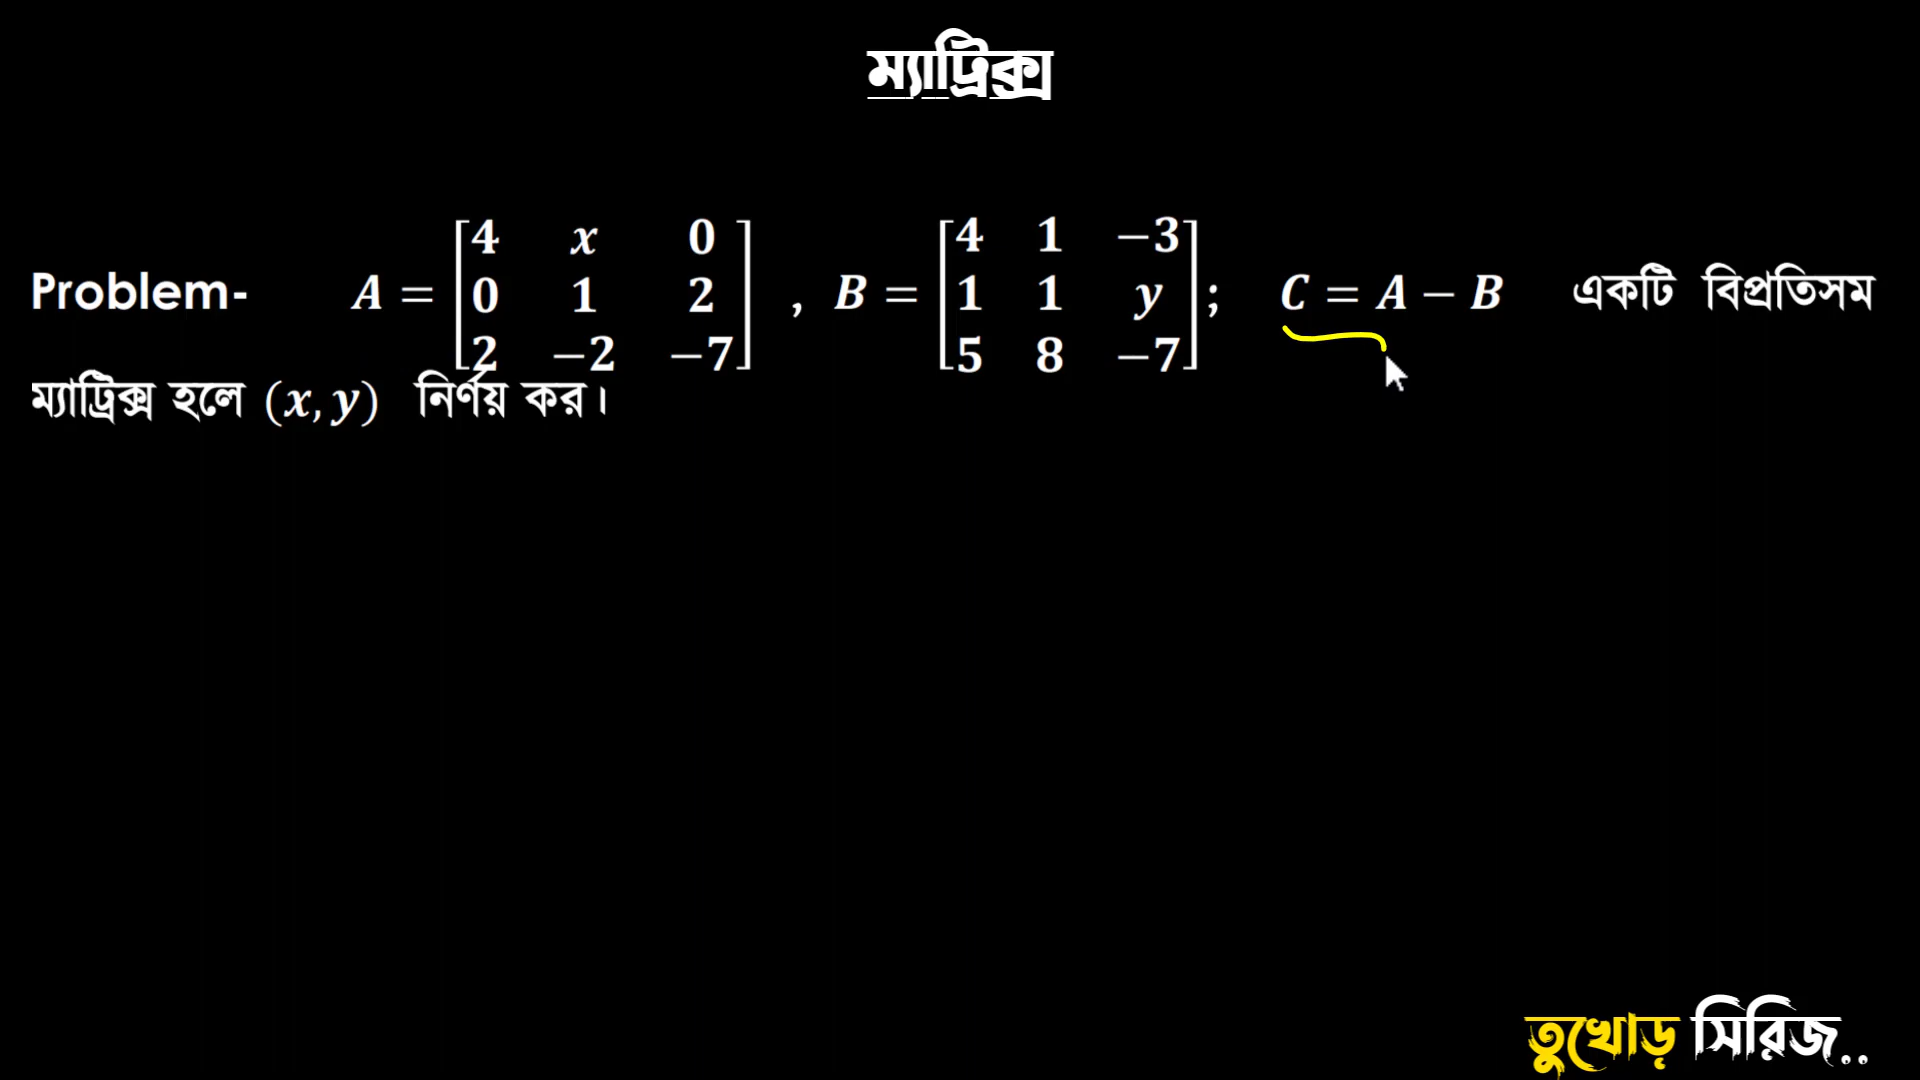 ম্যাট্রিক্স
Problem- A = [4 x 0; 0 1 2; 2 −2 −7] , B = [4 1 −3; 1 1 y; 5 8 −7]; C = A − B একটি বিপ্রতিসম
ম্যাট্রিক্স হলে (x, y) নির্ণয় কর।
তুখোড় সিরিজ..